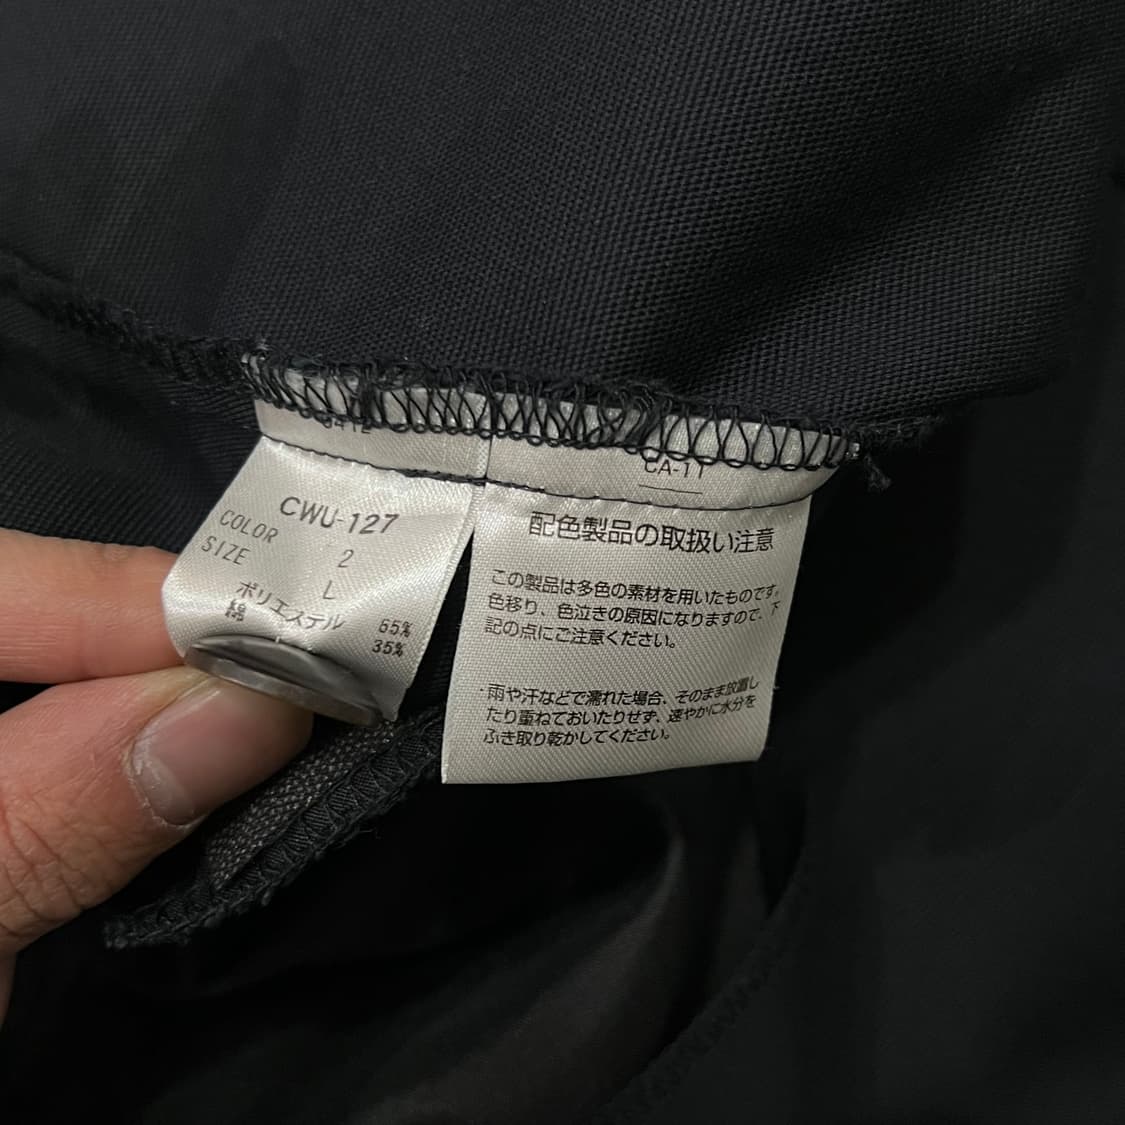 CWU-127
COLOR 2
SIZE L
ポリエステル 65%
綿 35%
CA-11
配色製品の取扱い注意
この製品は多色の素材を用いたものです。
色移り、色泣きの原因になりますので、下
記の点にご注意ください。
・雨や汗などで濡れた場合、そのまま放置し
たり重ねておいたりせず、速やかに水分を
ふき取り乾かしてください。